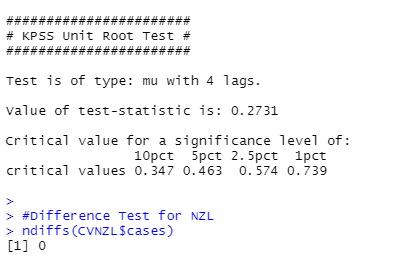 #######################
# KPSS Unit Root Test #
#######################
Test is of type: mu with 4 lags.
Value of test-statistic is: 0.2731
Critical value for a significance level of:
10pct 5pct 2.5pct 1pct
critical values 0.347 0.463 0.574 0.739
>
> #Difference Test for NZL
> ndiffs(CVNZL$cases)
[1] 0